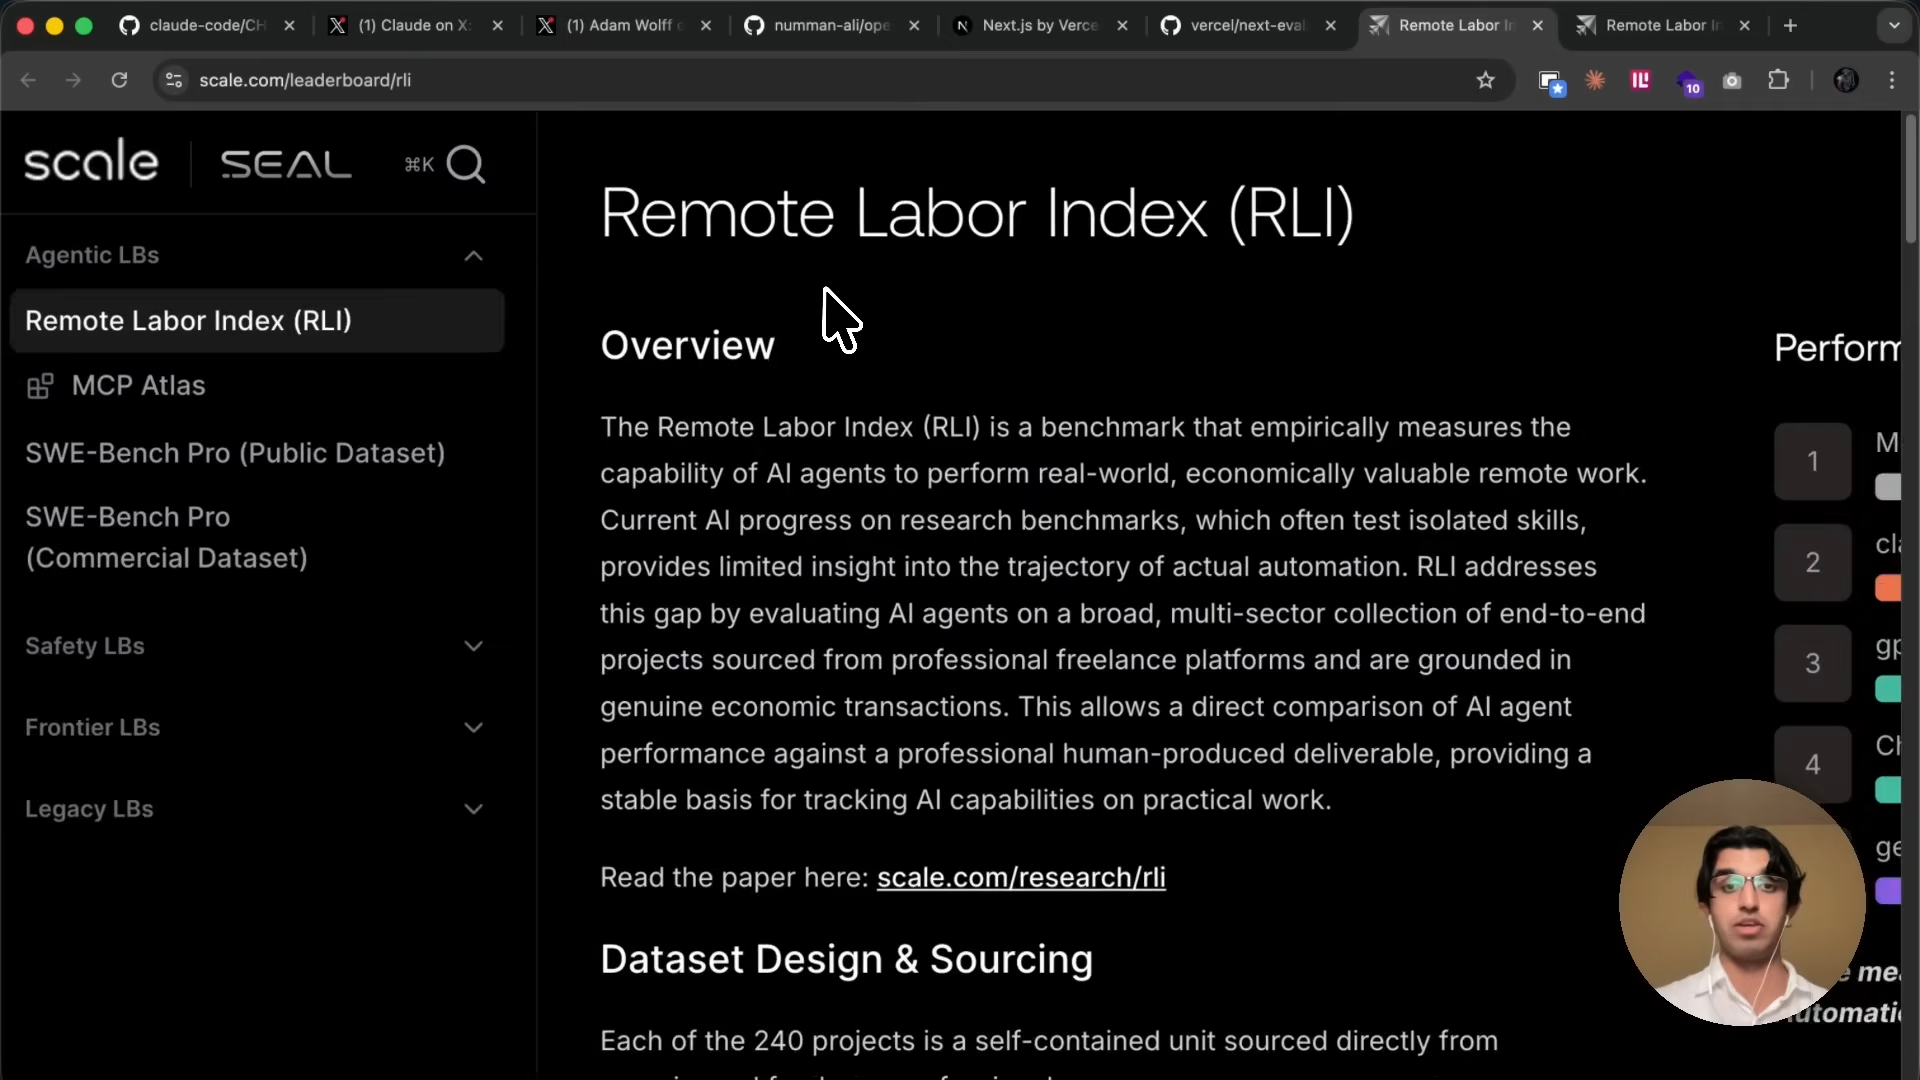 claude-code/CH
(1) Claude on X:
(1) Adam Wolff
numman-ali/ope
Next.js by Verce
vercel/next-eval
Remote Labor In
Remote Labor In
scale.com/leaderboard/rli
10
scale
SEAL
⌘K
Agentic LBs
Remote Labor Index (RLI)
MCP Atlas
SWE-Bench Pro (Public Dataset)
SWE-Bench Pro
(Commercial Dataset)
Safety LBs
Frontier LBs
Legacy LBs
Remote Labor Index (RLI)
Overview
The Remote Labor Index (RLI) is a benchmark that empirically measures the
capability of AI agents to perform real-world, economically valuable remote work.
Current AI progress on research benchmarks, which often test isolated skills,
provides limited insight into the trajectory of actual automation. RLI addresses
this gap by evaluating AI agents on a broad, multi-sector collection of end-to-end
projects sourced from professional freelance platforms and are grounded in
genuine economic transactions. This allows a direct comparison of AI agent
performance against a professional human-produced deliverable, providing a
stable basis for tracking AI capabilities on practical work.
Read the paper here: scale.com/research/rli
Dataset Design & Sourcing
Each of the 240 projects is a self-contained unit sourced directly from
Perform
1
M
2
cla
3
gp
4
Ch
ge